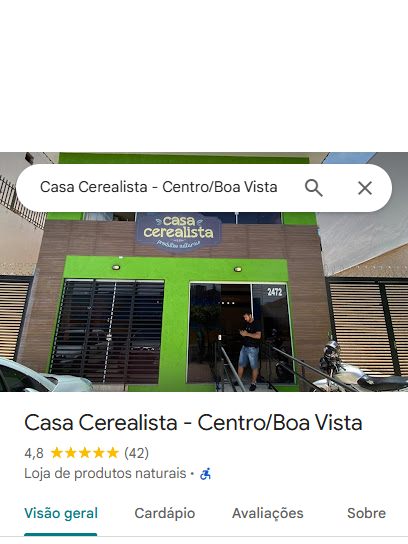 Casa Cerealista - Centro/Boa Vista
casa
cerealista
produtos naturais
2472
Casa Cerealista - Centro/Boa Vista
4,8 ★★★★★ (42)
Loja de produtos naturais ·
Visão geral Cardápio Avaliações Sobre